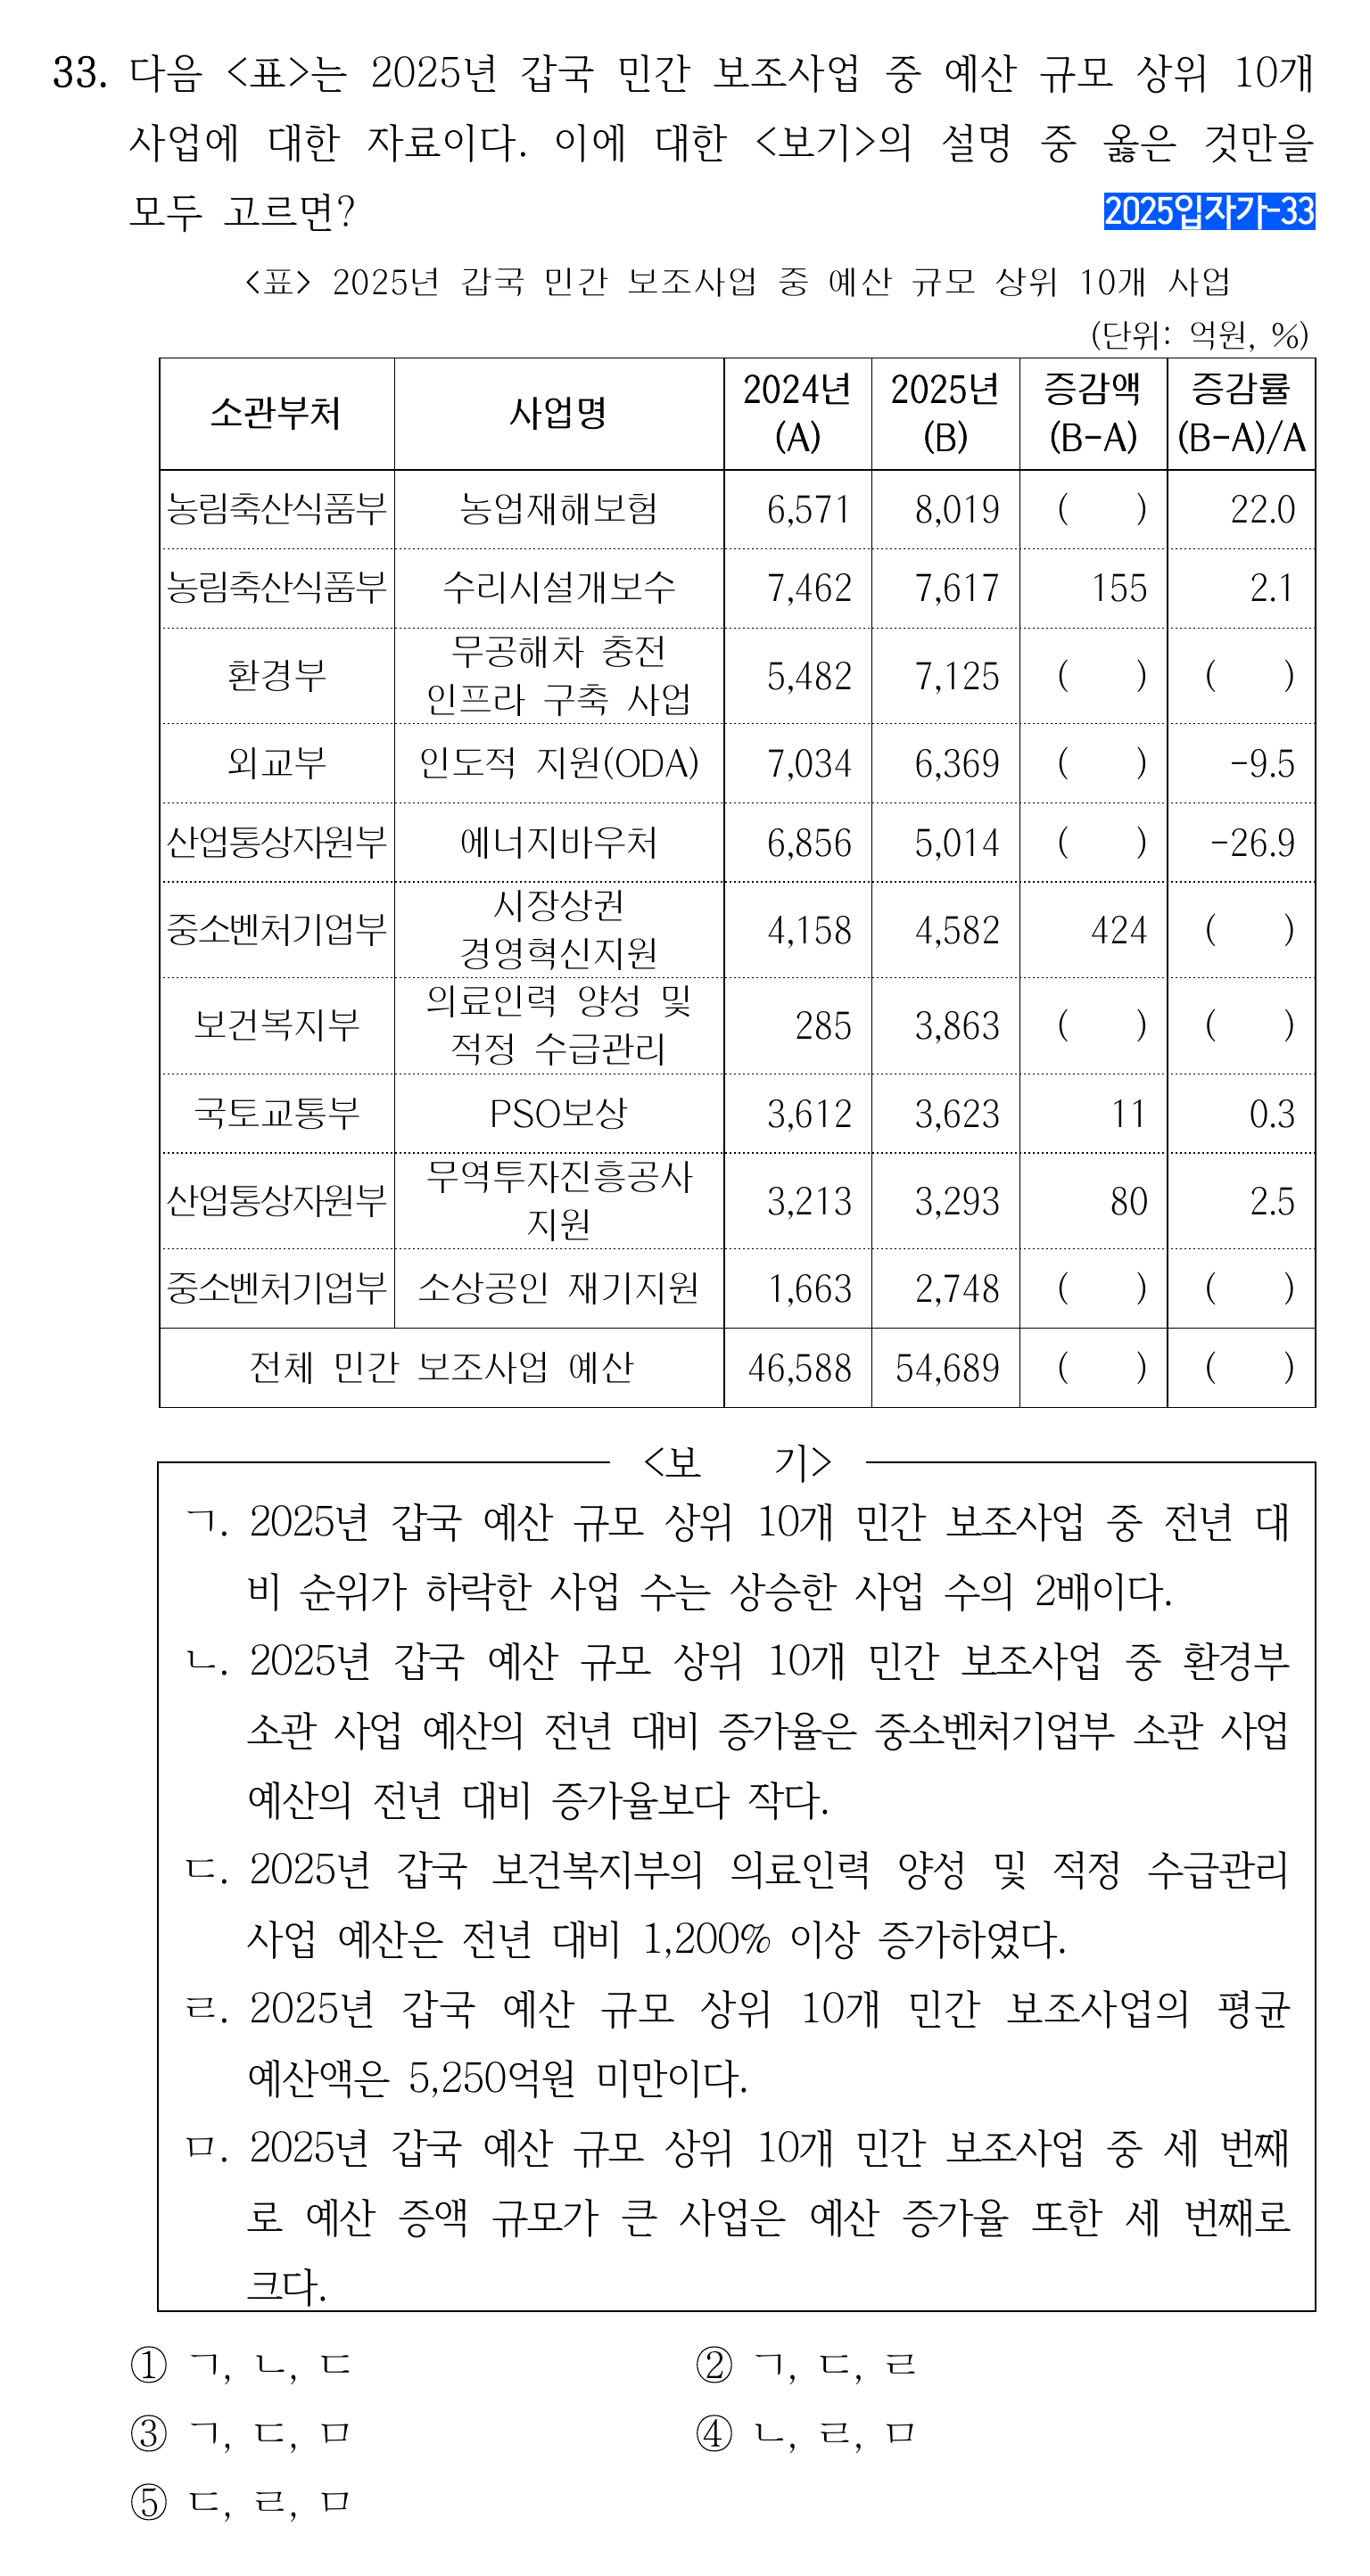 33. 다음 <표>는 2025년 갑국 민간 보조사업 중 예산 규모 상위 10개
사업에 대한 자료이다. 이에 대한 <보기>의 설명 중 옳은 것만을
모두 고르면?
2025입자가-33
<표> 2025년 갑국 민간 보조사업 중 예산 규모 상위 10개 사업
(단위: 억원, %)
소관부처 사업명 2024년 (A) 2025년 (B) 증감액 (B-A) 증감률 (B-A)/A
농림축산식품부 농업재해보험 6,571 8,019 ( ) 22.0
농림축산식품부 수리시설개보수 7,462 7,617 155 2.1
환경부 무공해차 충전 인프라 구축 사업 5,482 7,125 ( ) ( )
외교부 인도적 지원(ODA) 7,034 6,369 ( ) -9.5
산업통상자원부 에너지바우처 6,856 5,014 ( ) -26.9
중소벤처기업부 시장상권 경영혁신지원 4,158 4,582 424 ( )
보건복지부 의료인력 양성 및 적정 수급관리 285 3,863 ( ) ( )
국토교통부 PSO보상 3,612 3,623 11 0.3
산업통상자원부 무역투자진흥공사 지원 3,213 3,293 80 2.5
중소벤처기업부 소상공인 재기지원 1,663 2,748 ( ) ( )
전체 민간 보조사업 예산 46,588 54,689 ( ) ( )
<보 기>
ㄱ. 2025년 갑국 예산 규모 상위 10개 민간 보조사업 중 전년 대
비 순위가 하락한 사업 수는 상승한 사업 수의 2배이다.
ㄴ. 2025년 갑국 예산 규모 상위 10개 민간 보조사업 중 환경부
소관 사업 예산의 전년 대비 증가율은 중소벤처기업부 소관 사업
예산의 전년 대비 증가율보다 작다.
ㄷ. 2025년 갑국 보건복지부의 의료인력 양성 및 적정 수급관리
사업 예산은 전년 대비 1,200% 이상 증가하였다.
ㄹ. 2025년 갑국 예산 규모 상위 10개 민간 보조사업의 평균
예산액은 5,250억원 미만이다.
ㅁ. 2025년 갑국 예산 규모 상위 10개 민간 보조사업 중 세 번째
로 예산 증액 규모가 큰 사업은 예산 증가율 또한 세 번째로
크다.
① ㄱ, ㄴ, ㄷ ② ㄱ, ㄷ, ㄹ
③ ㄱ, ㄷ, ㅁ ④ ㄴ, ㄹ, ㅁ
⑤ ㄷ, ㄹ, ㅁ